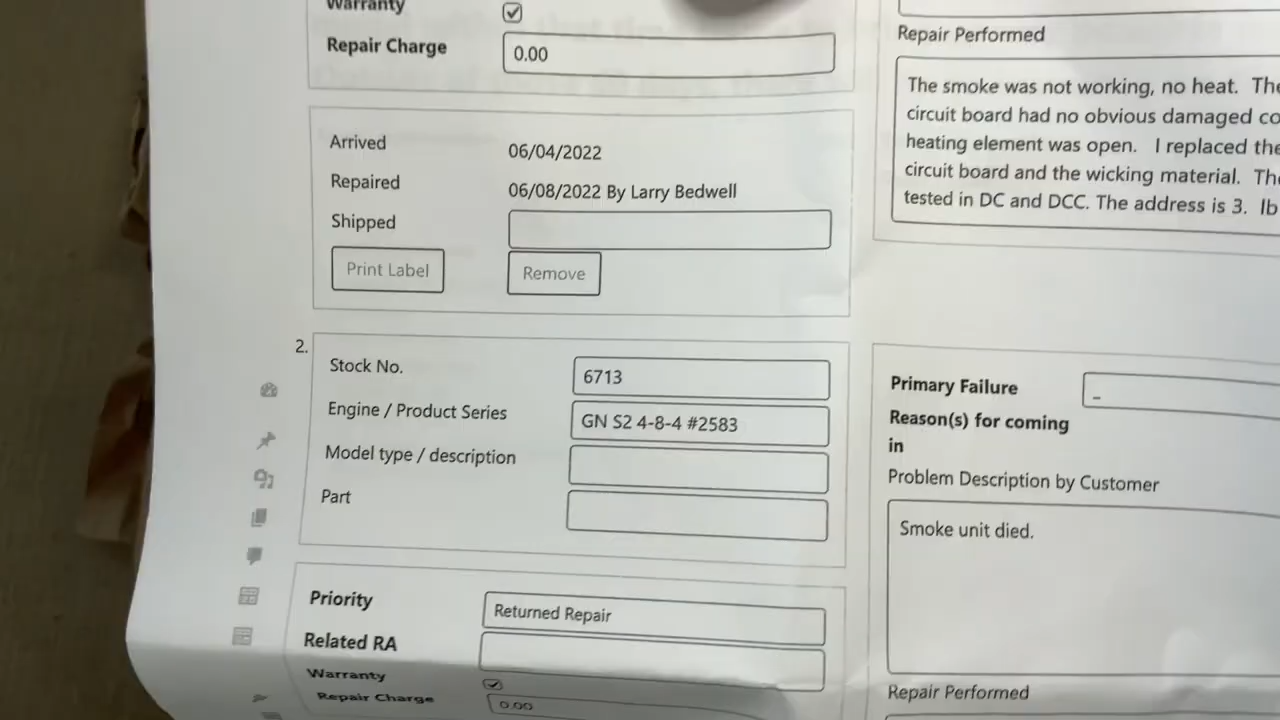 Warranty
Repair Charge
0.00
Repair Performed
The smoke was not working, no heat. The
circuit board had no obvious damaged co
heating element was open. I replaced the
circuit board and the wicking material. The
tested in DC and DCC. The address is 3. Ib
Arrived
06/04/2022
Repaired
06/08/2022 By Larry Bedwell
Shipped
Print Label
Remove
2.
Stock No.
6713
Engine / Product Series
GN S2 4-8-4 #2583
Model type / description
Part
Primary Failure
_
Reason(s) for coming
in
Problem Description by Customer
Smoke unit died.
Priority
Returned Repair
Related RA
Warranty
Repair Charge
0.00
Repair Performed